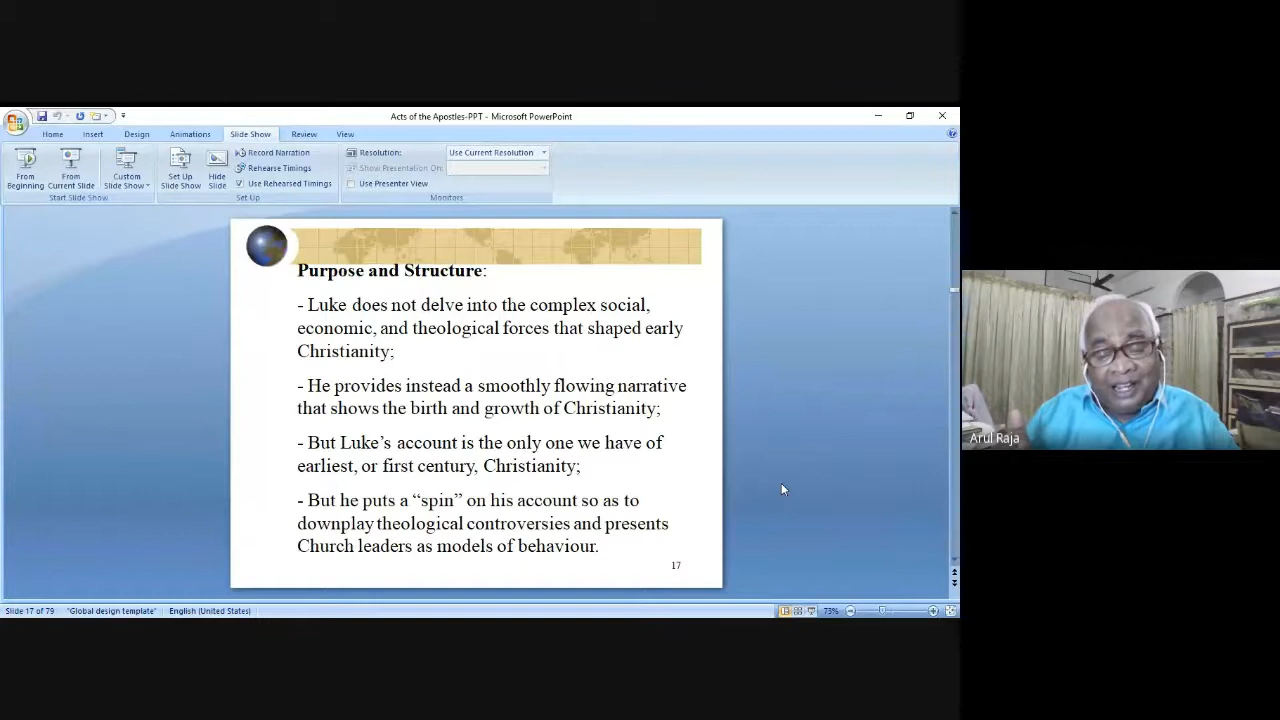 Acts of the Apostles-PPT - Microsoft PowerPoint
Home Insert Design Animations Slide Show Review View
From Beginning
From Current Slide
Custom Slide Show
Start Slide Show
Set Up Slide Show
Hide Slide
Record Narration
Rehearse Timings
Use Rehearsed Timings
Set Up
Resolution: Use Current Resolution
Show Presentation On:
Use Presenter View
Monitors
Purpose and Structure:
- Luke does not delve into the complex social,
economic, and theological forces that shaped early
Christianity;
- He provides instead a smoothly flowing narrative
that shows the birth and growth of Christianity;
- But Luke’s account is the only one we have of
earliest, or first century, Christianity;
- But he puts a “spin” on his account so as to
downplay theological controversies and presents
Church leaders as models of behaviour.
17
Arul Raja
Slide 17 of 79 "Global design template" English (United States) 73%